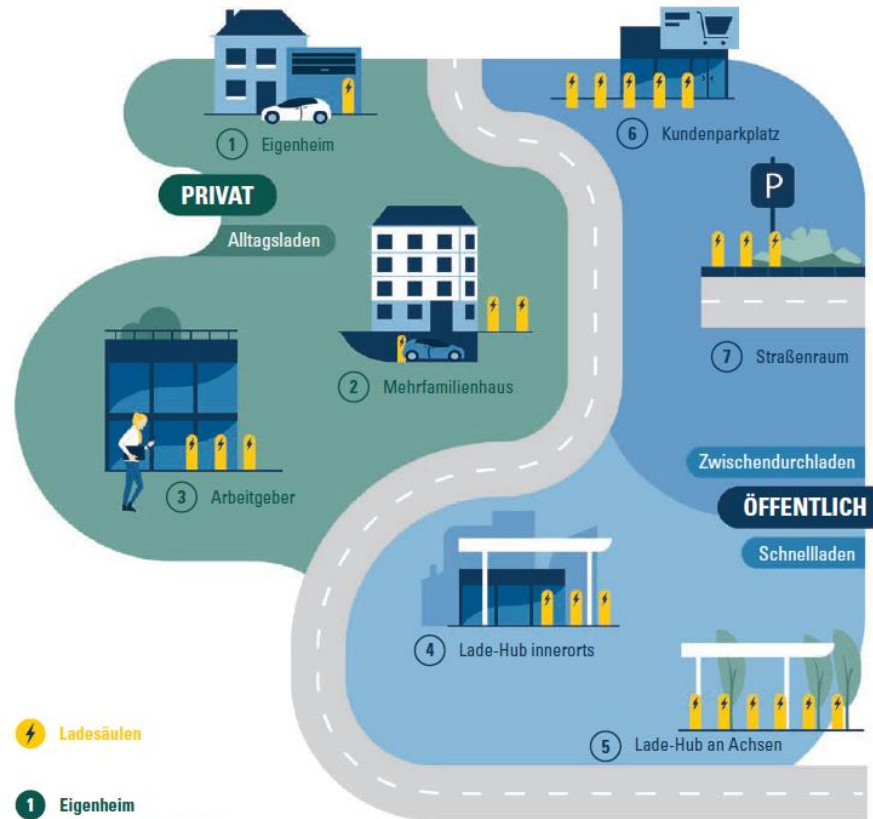 1 Eigenheim
6 Kundenparkplatz
PRIVAT
Alltagsladen
P
2 Mehrfamilienhaus
7 Straßenraum
3 Arbeitgeber
Zwischendurchladen
ÖFFENTLICH
Schnellladen
4 Lade-Hub innerorts
5 Lade-Hub an Achsen
Ladesäulen
1 Eigenheim